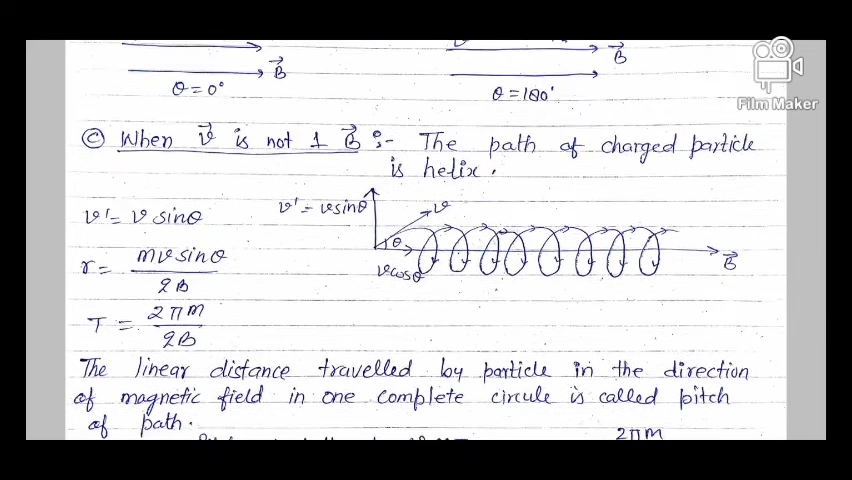 B
θ = 0°
B
θ = 180°
Film Maker
© When v is not ⊥ B :- The path of charged particle
is helix.
v' = v sinθ
v' = v sinθ
v
θ
v cosθ
B
r = mv sinθ / qB
T = 2πm / qB
The linear distance travelled by particle in the direction
of magnetic field in one complete circule is called pitch
of path.
2πm